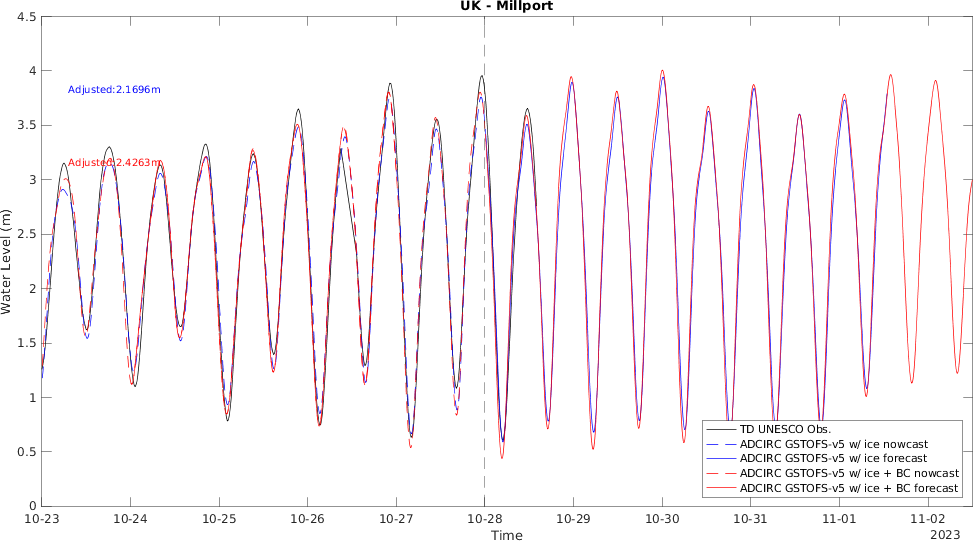 UK - Millport
4.5
4
3.5
3
2.5
2
1.5
1
0.5
0
Water Level (m)
Adjusted:2.1696m
Adjusted:2.4263m
TD UNESCO Obs.
ADCIRC GSTOFS-v5 w/ ice nowcast
ADCIRC GSTOFS-v5 w/ ice forecast
ADCIRC GSTOFS-v5 w/ ice + BC nowcast
ADCIRC GSTOFS-v5 w/ ice + BC forecast
10-23 10-24 10-25 10-26 10-27 10-28 10-29 10-30 10-31 11-01 11-02
Time
2023